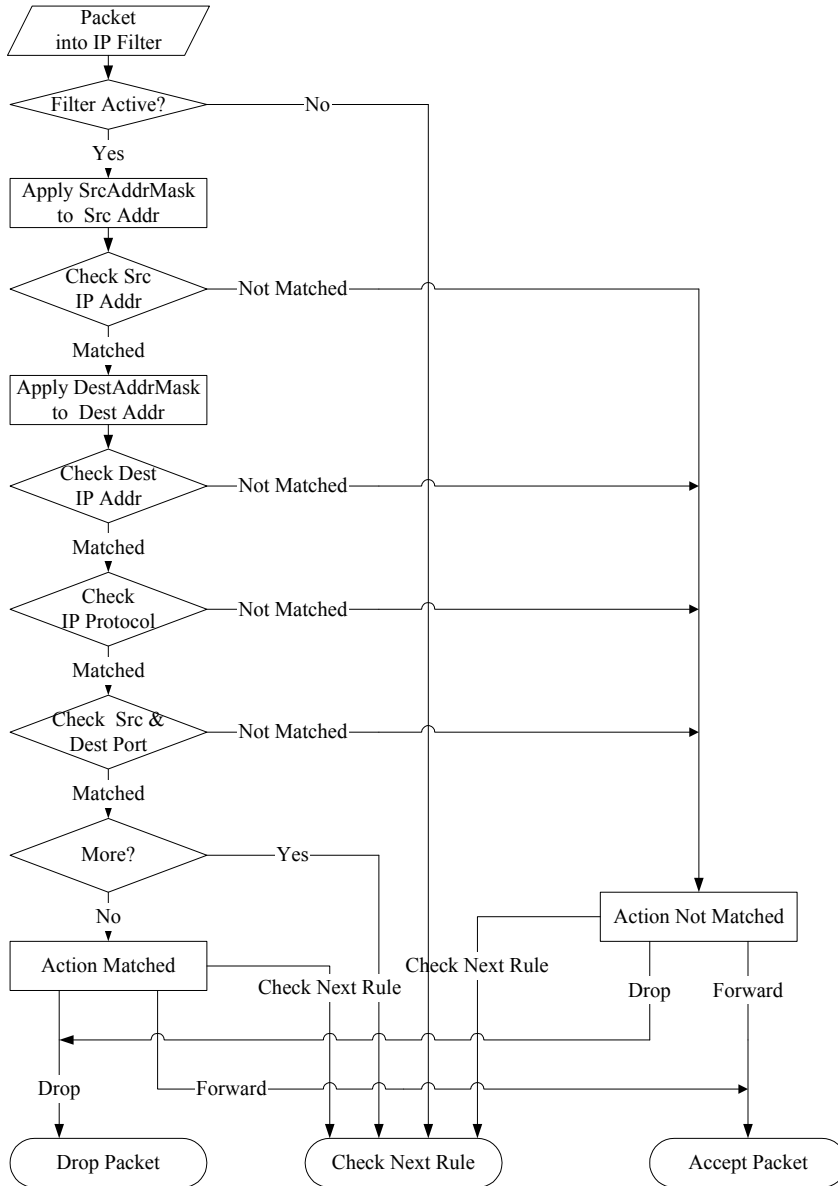 Packet
into IP Filter
Filter Active?
No
Yes
Apply SrcAddrMask
to Src Addr
Check Src
IP Addr
Not Matched
Matched
Apply DestAddrMask
to Dest Addr
Check Dest
IP Addr
Not Matched
Matched
Check
IP Protocol
Not Matched
Matched
Check Src &
Dest Port
Not Matched
Matched
More?
Yes
No
Action Not Matched
Action Matched
Check Next Rule
Check Next Rule
Drop
Forward
Drop
Forward
Drop Packet
Check Next Rule
Accept Packet